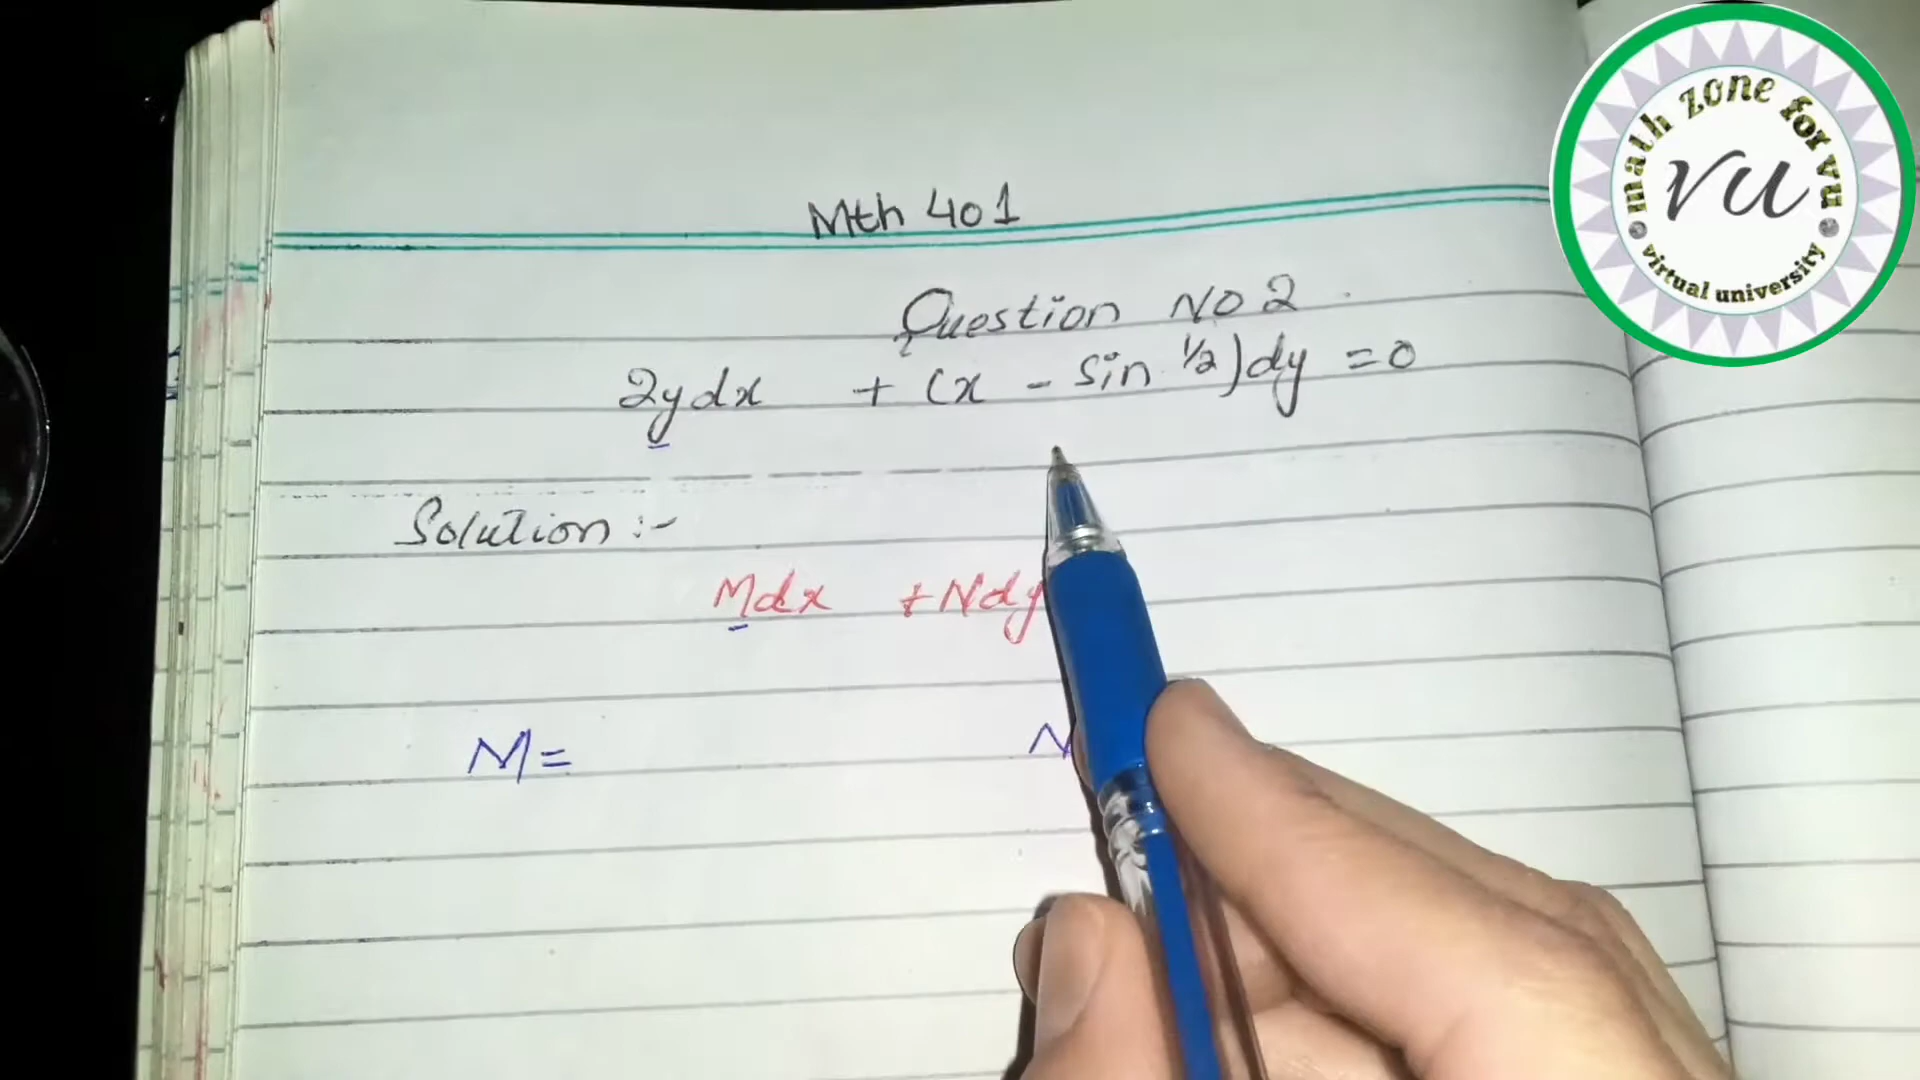 math zone for vu
vu
virtual university
Mth 401
Question NO 2
2ydx + (x - sin 1/2)dy = 0
Solution :-
Mdx + Ndy
M =
N